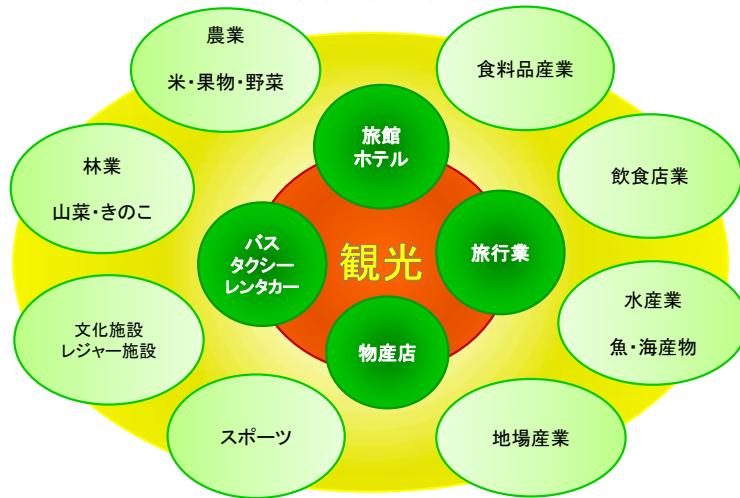 農業
米・果物・野菜
食料品産業
旅館
ホテル
林業
山菜・きのこ
飲食店業
バス
タクシー
レンタカー
観光
旅行業
水産業
魚・海産物
文化施設
レジャー施設
物産店
スポーツ
地場産業